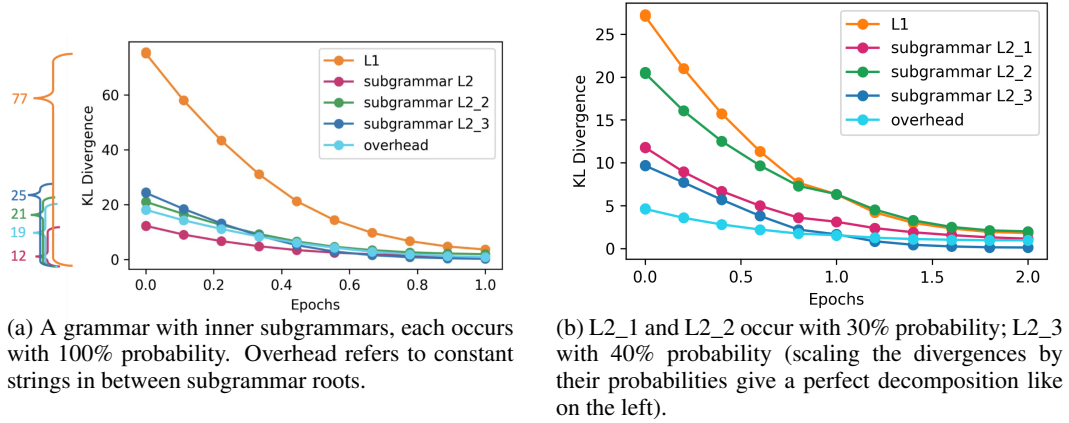 L1
subgrammar L2
subgrammar L2_2
subgrammar L2_3
overhead
KL Divergence
60
40
20
0
0.0 0.2 0.4 0.6 0.8 1.0
Epochs
77
25
21
19
12
(a) A grammar with inner subgrammars, each occurs
with 100% probability. Overhead refers to constant
strings in between subgrammar roots.
L1
subgrammar L2_1
subgrammar L2_2
subgrammar L2_3
overhead
KL Divergence
25
20
15
10
5
0
0.0 0.5 1.0 1.5 2.0
Epochs
(b) L2_1 and L2_2 occur with 30% probability; L2_3
with 40% probability (scaling the divergences by
their probabilities give a perfect decomposition like
on the left).